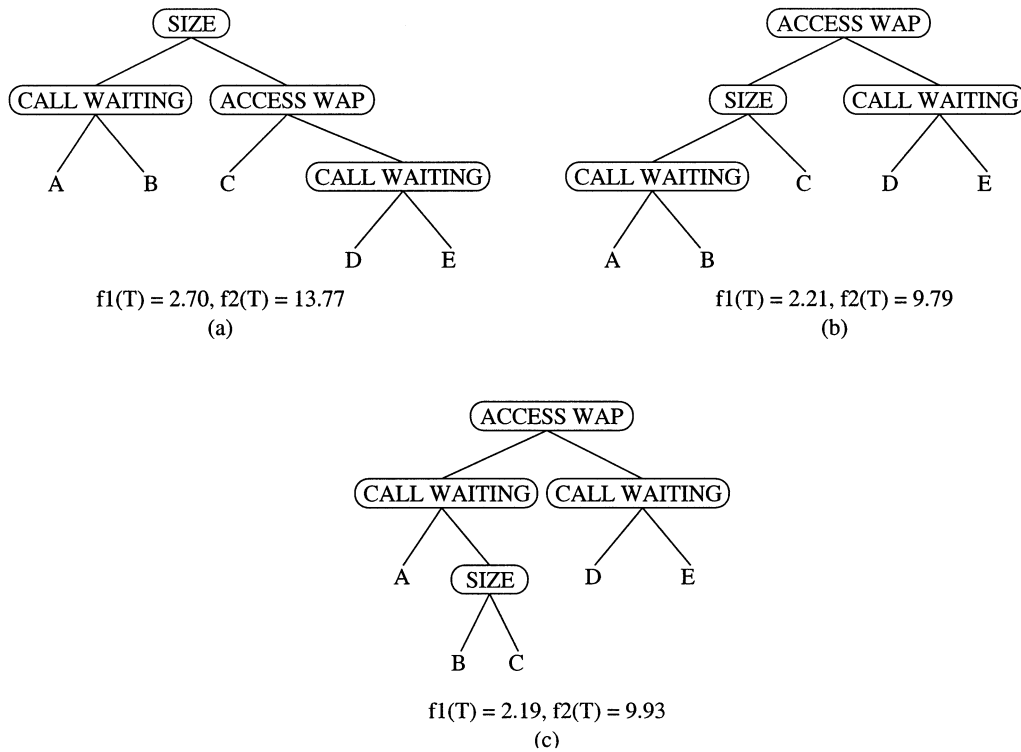 SIZE
CALL WAITING
ACCESS WAP
A
B
C
CALL WAITING
D
E
f1(T) = 2.70, f2(T) = 13.77
(a)
ACCESS WAP
SIZE
CALL WAITING
CALL WAITING
C
D
E
A
B
f1(T) = 2.21, f2(T) = 9.79
(b)
ACCESS WAP
CALL WAITING
CALL WAITING
A
SIZE
D
E
B
C
f1(T) = 2.19, f2(T) = 9.93
(c)